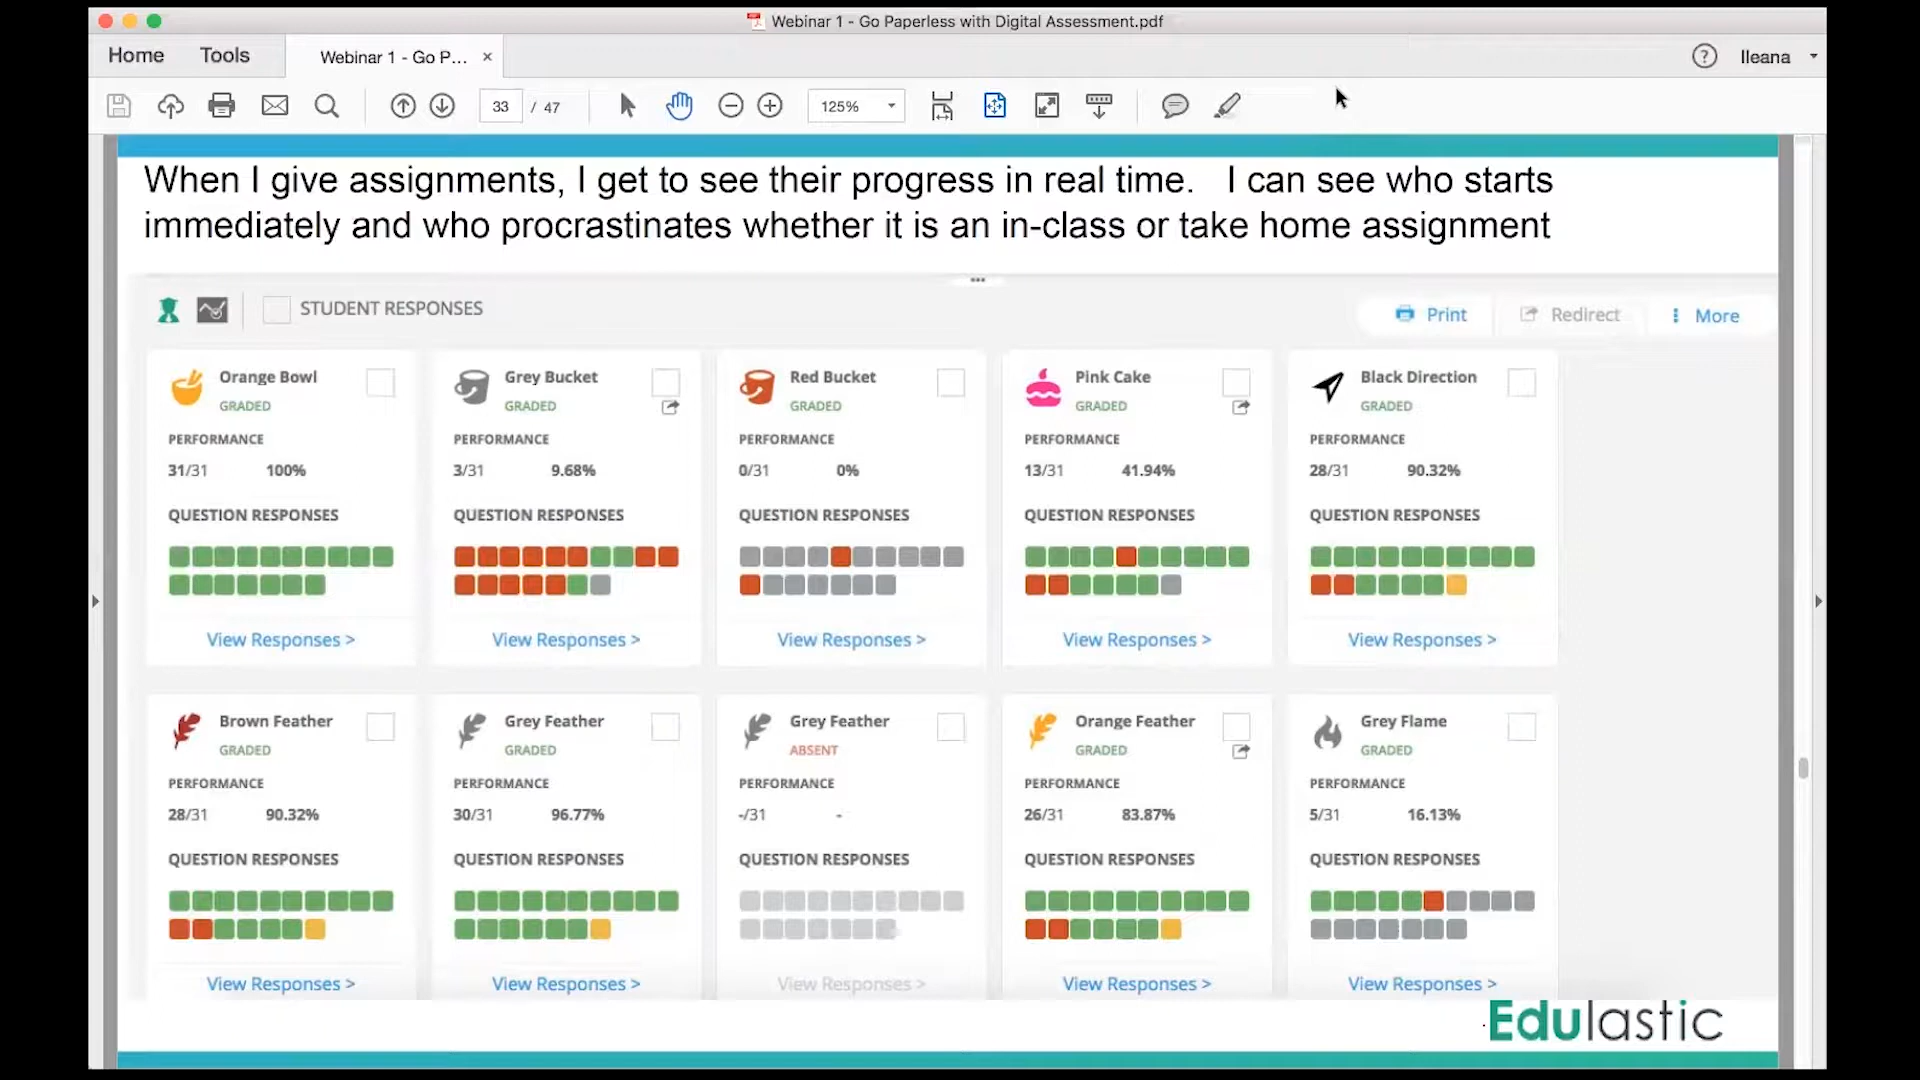 Webinar 1 - Go Paperless with Digital Assessment.pdf
Home Tools Webinar 1 - Go P... × ? Ileana
33 / 47 125%
When I give assignments, I get to see their progress in real time. I can see who starts
immediately and who procrastinates whether it is an in-class or take home assignment
STUDENT RESPONSES Print Redirect More
Orange Bowl Grey Bucket Red Bucket Pink Cake Black Direction
GRADED GRADED GRADED GRADED GRADED
PERFORMANCE PERFORMANCE PERFORMANCE PERFORMANCE PERFORMANCE
31/31 100% 3/31 9.68% 0/31 0% 13/31 41.94% 28/31 90.32%
QUESTION RESPONSES QUESTION RESPONSES QUESTION RESPONSES QUESTION RESPONSES QUESTION RESPONSES
View Responses > View Responses > View Responses > View Responses > View Responses >
Brown Feather Grey Feather Grey Feather Orange Feather Grey Flame
GRADED GRADED ABSENT GRADED GRADED
PERFORMANCE PERFORMANCE PERFORMANCE PERFORMANCE PERFORMANCE
28/31 90.32% 30/31 96.77% -/31 - 26/31 83.87% 5/31 16.13%
QUESTION RESPONSES QUESTION RESPONSES QUESTION RESPONSES QUESTION RESPONSES QUESTION RESPONSES
View Responses > View Responses > View Responses > View Responses > View Responses >
Edulastic